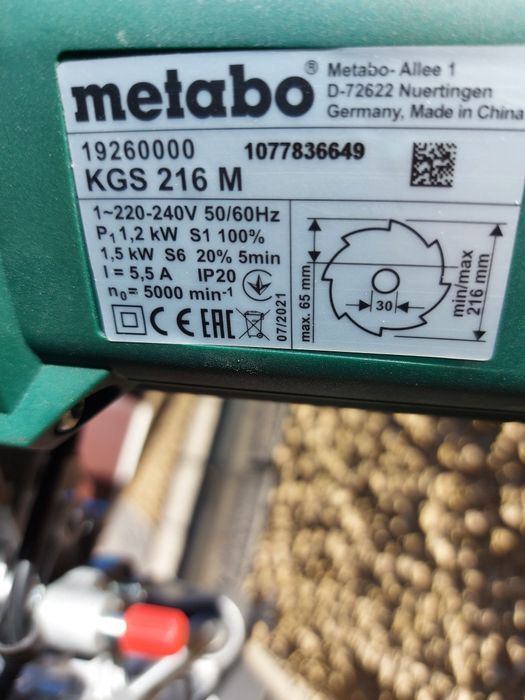 metabo®
Metabo- Allee 1
D-72622 Nuertingen
Germany, Made in China
19260000 1077836649
KGS 216 M
1~220-240V 50/60Hz
P₁ 1,2 kW S1 100%
1,5 kW S6 20% 5min
I = 5,5 A IP20
n₀= 5000 min⁻¹
CE EAC
07/2021
max. 65 mm
30
min/max
216 mm